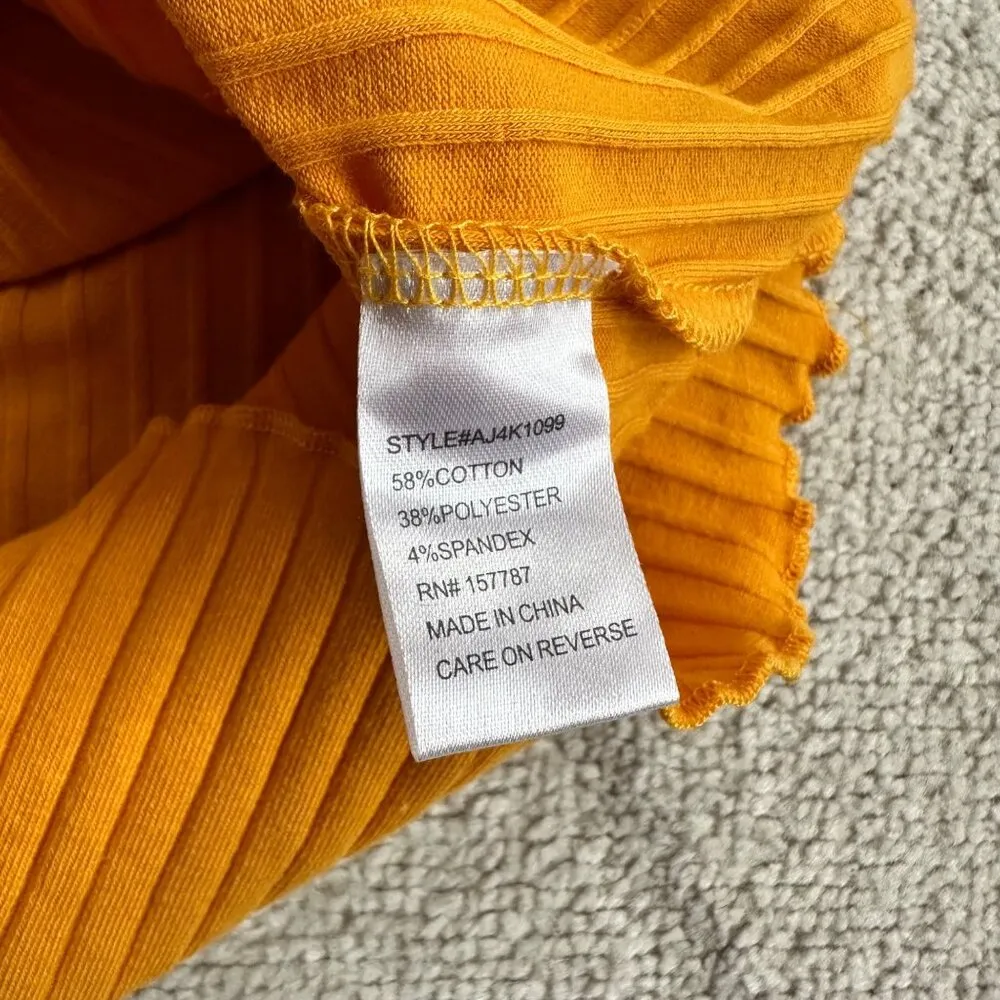 STYLE#AJ4K1099
58%COTTON
38%POLYESTER
4%SPANDEX
RN# 157787
MADE IN CHINA
CARE ON REVERSE